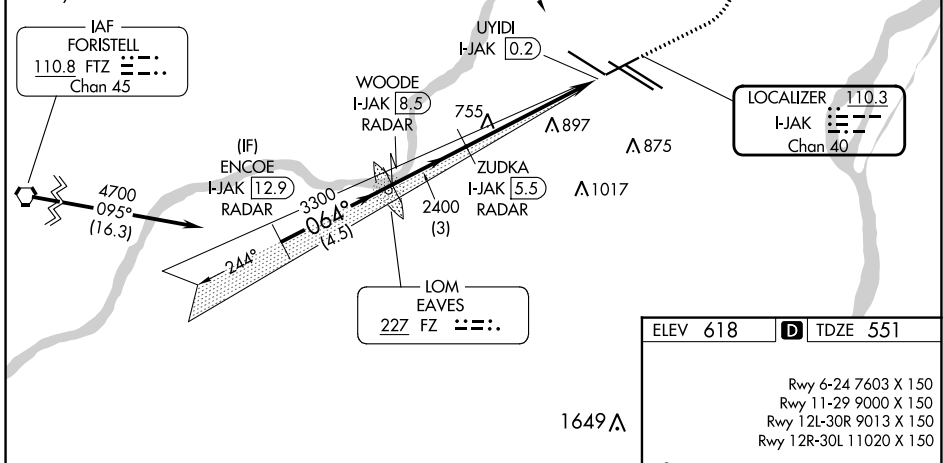 IAF
FORISTELL
110.8 FTZ
Chan 45
UYIDI
I-JAK 0.2
WOODE
I-JAK 8.5
RADAR
755
897
875
LOCALIZER 110.3
I-JAK
Chan 40
(IF)
ENCOE
I-JAK 12.9
RADAR
ZUDKA
I-JAK 5.5
RADAR
1017
4700
095°
(16.3)
3300
064°
(4.5)
2400
(3)
244°
LOM
EAVES
227 FZ
1649
ELEV 618 D TDZE 551
Rwy 6-24 7603 X 150
Rwy 11-29 9000 X 150
Rwy 12L-30R 9013 X 150
Rwy 12R-30L 11020 X 150